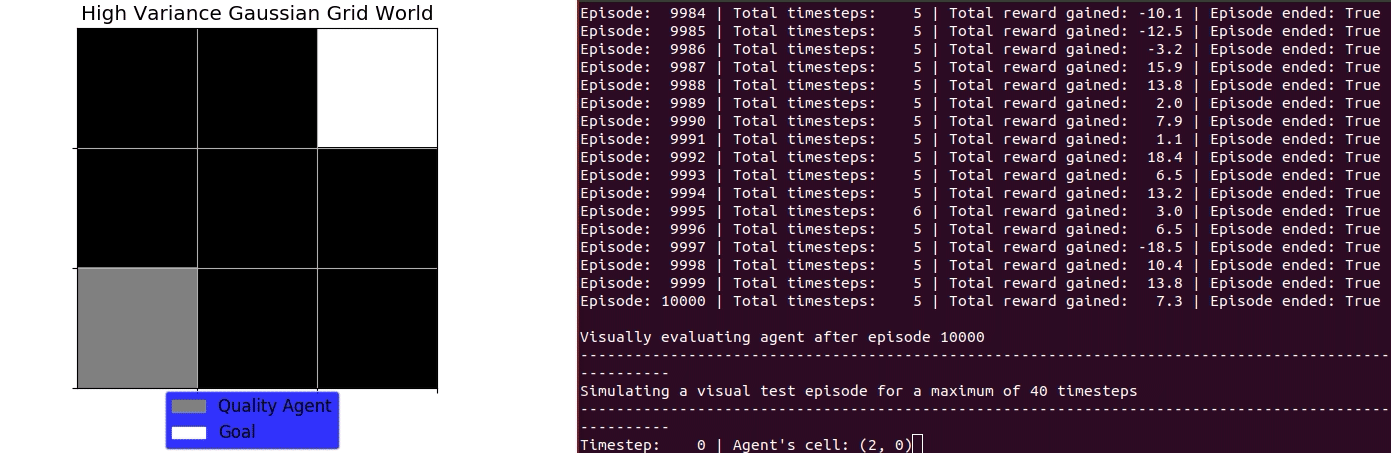 High Variance Gaussian Grid World
Quality Agent
Goal
Episode:  9984 | Total timesteps:    5 | Total reward gained: -10.1 | Episode ended: True
Episode:  9985 | Total timesteps:    5 | Total reward gained: -12.5 | Episode ended: True
Episode:  9986 | Total timesteps:    5 | Total reward gained:  -3.2 | Episode ended: True
Episode:  9987 | Total timesteps:    5 | Total reward gained:  15.9 | Episode ended: True
Episode:  9988 | Total timesteps:    5 | Total reward gained:  13.8 | Episode ended: True
Episode:  9989 | Total timesteps:    5 | Total reward gained:   2.0 | Episode ended: True
Episode:  9990 | Total timesteps:    5 | Total reward gained:   7.9 | Episode ended: True
Episode:  9991 | Total timesteps:    5 | Total reward gained:   1.1 | Episode ended: True
Episode:  9992 | Total timesteps:    5 | Total reward gained:  18.4 | Episode ended: True
Episode:  9993 | Total timesteps:    5 | Total reward gained:   6.5 | Episode ended: True
Episode:  9994 | Total timesteps:    5 | Total reward gained:  13.2 | Episode ended: True
Episode:  9995 | Total timesteps:    6 | Total reward gained:   3.0 | Episode ended: True
Episode:  9996 | Total timesteps:    5 | Total reward gained:   6.5 | Episode ended: True
Episode:  9997 | Total timesteps:    5 | Total reward gained: -18.5 | Episode ended: True
Episode:  9998 | Total timesteps:    5 | Total reward gained:  10.4 | Episode ended: True
Episode:  9999 | Total timesteps:    5 | Total reward gained:  13.8 | Episode ended: True
Episode: 10000 | Total timesteps:    5 | Total reward gained:   7.3 | Episode ended: True
Visually evaluating agent after episode 10000
------------------------------------------------------------------------------------------
----------
Simulating a visual test episode for a maximum of 40 timesteps
------------------------------------------------------------------------------------------
----------
Timestep:    0 | Agent's cell: (2, 0)